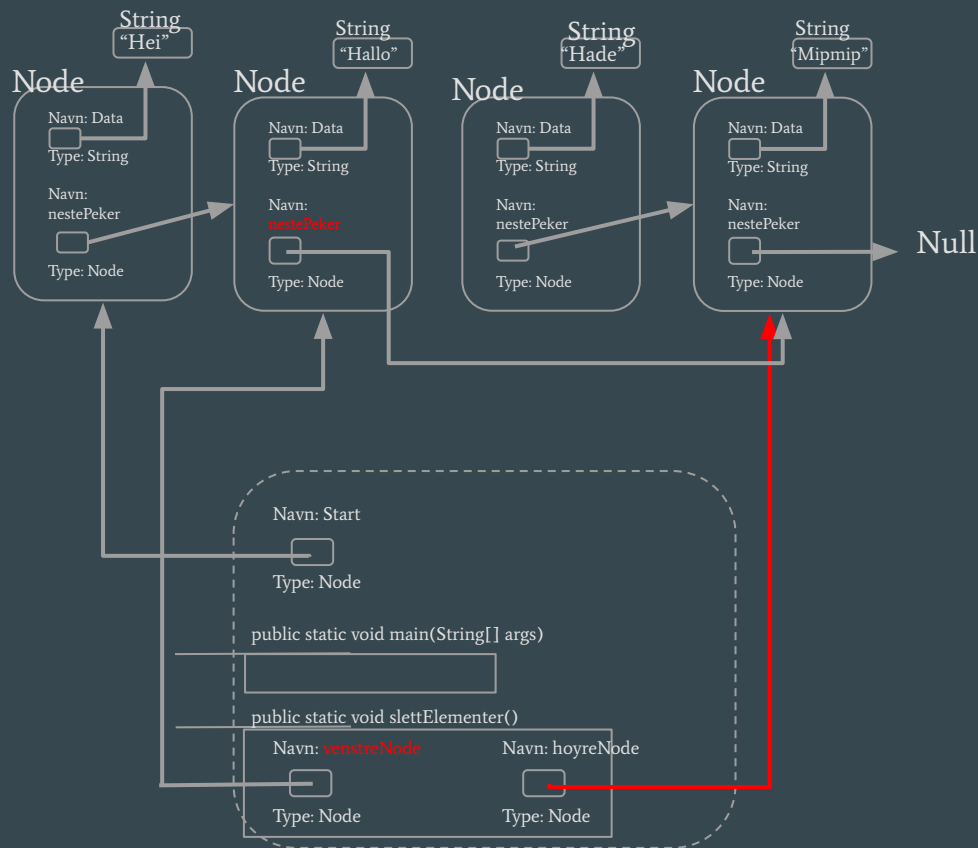 String
“Hei”
String
“Hallo”
String
“Hade”
String
“Mipmip”
Node
Navn: Data
Type: String
Navn:
nestePeker
Type: Node
Node
Navn: Data
Type: String
Navn:
nestePeker
Type: Node
Node
Navn: Data
Type: String
Navn:
nestePeker
Type: Node
Node
Navn: Data
Type: String
Navn:
nestePeker
Type: Node
Null
Navn: Start
Type: Node
public static void main(String[] args)
public static void slettElementer()
Navn: venstreNode
Type: Node
Navn: hoyreNode
Type: Node